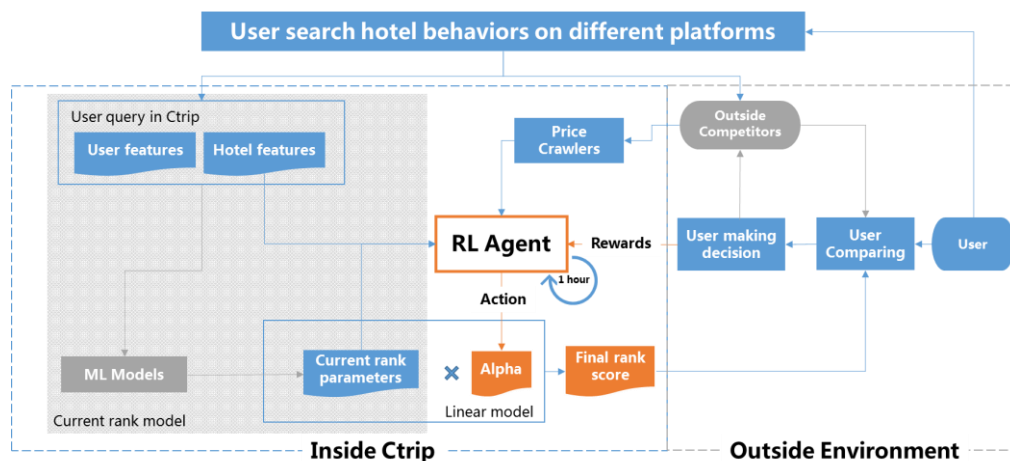 User search hotel behaviors on different platforms
User query in Ctrip
User features
Hotel features
Price
Crawlers
Outside
Competitors
RL Agent
Rewards
User making
decision
User
Comparing
User
1 hour
Action
ML Models
Current rank
parameters
×
Alpha
Final rank
score
Linear model
Current rank model
Inside Ctrip
Outside Environment